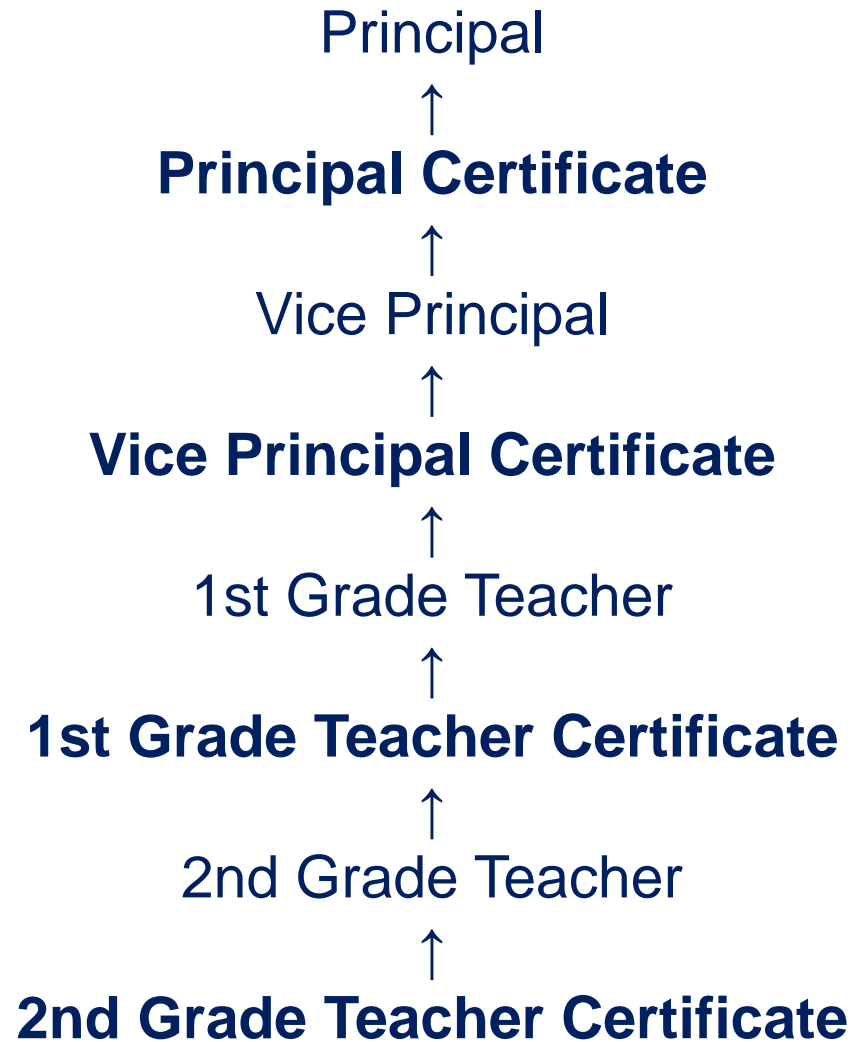 Principal
↑
Principal Certificate
↑
Vice Principal
↑
Vice Principal Certificate
↑
1st Grade Teacher
↑
1st Grade Teacher Certificate
↑
2nd Grade Teacher
↑
2nd Grade Teacher Certificate